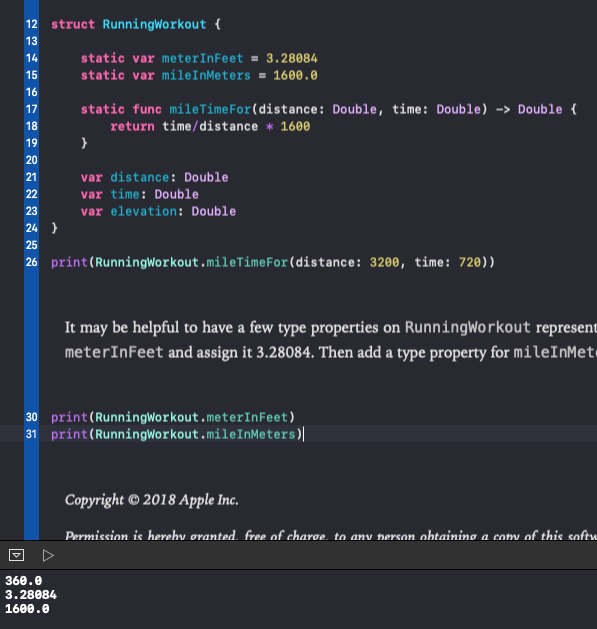 12 struct RunningWorkout {
13
14 static var meterInFeet = 3.28084
15 static var mileInMeters = 1600.0
16
17 static func mileTimeFor(distance: Double, time: Double) -> Double {
18 return time/distance * 1600
19 }
20
21 var distance: Double
22 var time: Double
23 var elevation: Double
24 }
25
26 print(RunningWorkout.mileTimeFor(distance: 3200, time: 720))
It may be helpful to have a few type properties on RunningWorkout represent
meterInFeet and assign it 3.28084. Then add a type property for mileInMet
30 print(RunningWorkout.meterInFeet)
31 print(RunningWorkout.mileInMeters)
Copyright © 2018 Apple Inc.
Permission is hereby granted, free of charge, to any person obtaining a copy of this softw
360.0
3.28084
1600.0